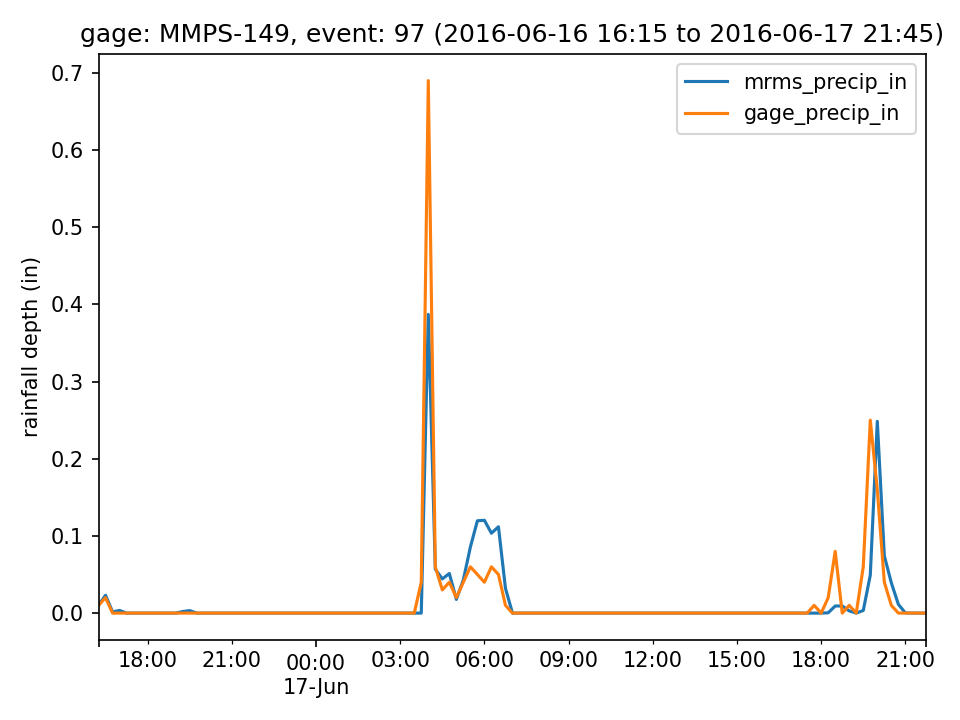 gage: MMPS-149, event: 97 (2016-06-16 16:15 to 2016-06-17 21:45)
mrms_precip_in
gage_precip_in
rainfall depth (in)
0.7
0.6
0.5
0.4
0.3
0.2
0.1
0.0
18:00 21:00 00:00 03:00 06:00 09:00 12:00 15:00 18:00 21:00
17-Jun